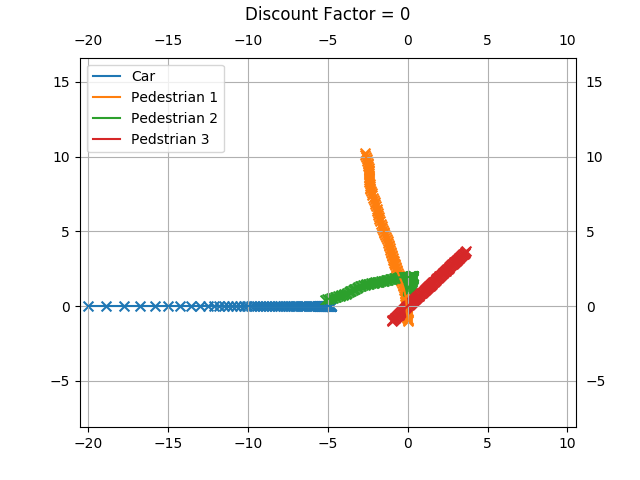 Discount Factor = 0
−20 −15 −10 −5 0 5 10
Car
Pedestrian 1
Pedestrian 2
Pedstrian 3
15 15
10 10
5 5
0 0
−5 −5
−20 −15 −10 −5 0 5 10